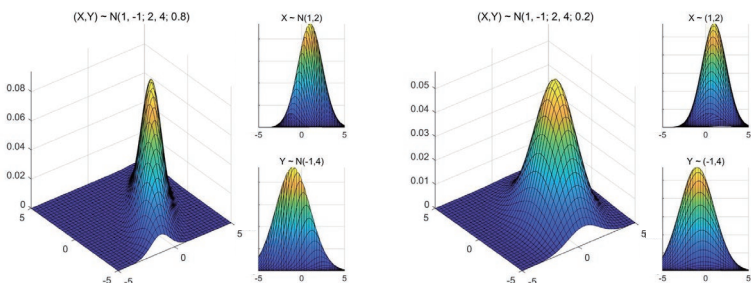 (X,Y) ~ N(1, -1; 2, 4; 0.8)
0.08
0.06
0.04
0.02
0
5
0
-5
-5
0
5
X ~ N(1,2)
-5 0 5
Y ~ N(-1,4)
-5 0 5
(X,Y) ~ N(1, -1; 2, 4; 0.2)
0.05
0.04
0.03
0.02
0.01
0
5
0
-5
-5
0
5
X ~ (1,2)
-5 0 5
Y ~ (-1,4)
-5 0 5